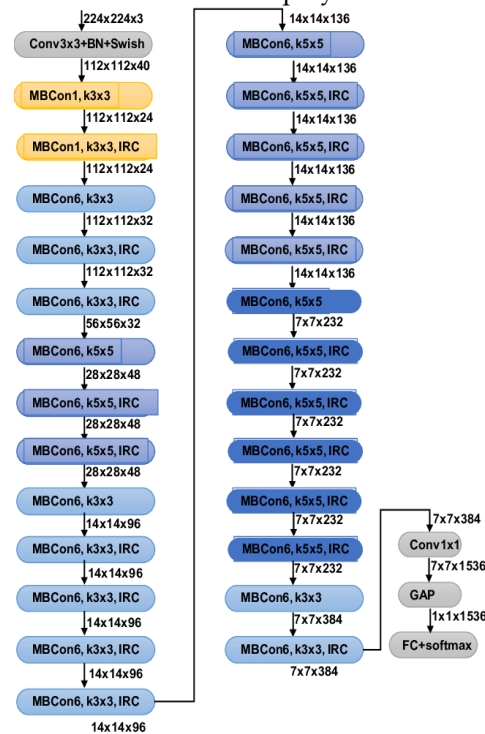 224x224x3
Conv3x3+BN+Swish
112x112x40
MBCon1, k3x3
112x112x24
MBCon1, k3x3, IRC
112x112x24
MBCon6, k3x3
112x112x32
MBCon6, k3x3, IRC
112x112x32
MBCon6, k3x3, IRC
56x56x32
MBCon6, k5x5
28x28x48
MBCon6, k5x5, IRC
28x28x48
MBCon6, k5x5, IRC
28x28x48
MBCon6, k3x3
14x14x96
MBCon6, k3x3, IRC
14x14x96
MBCon6, k3x3, IRC
14x14x96
MBCon6, k3x3, IRC
14x14x96
MBCon6, k3x3, IRC
14x14x96
14x14x136
MBCon6, k5x5
14x14x136
MBCon6, k5x5, IRC
14x14x136
MBCon6, k5x5, IRC
14x14x136
MBCon6, k5x5, IRC
14x14x136
MBCon6, k5x5, IRC
14x14x136
MBCon6, k5x5
7x7x232
MBCon6, k5x5, IRC
7x7x232
MBCon6, k5x5, IRC
7x7x232
MBCon6, k5x5, IRC
7x7x232
MBCon6, k5x5, IRC
7x7x232
MBCon6, k5x5, IRC
7x7x232
MBCon6, k3x3
7x7x384
MBCon6, k3x3, IRC
7x7x384
7x7x384
Conv1x1
7x7x1536
GAP
1x1x1536
FC+softmax